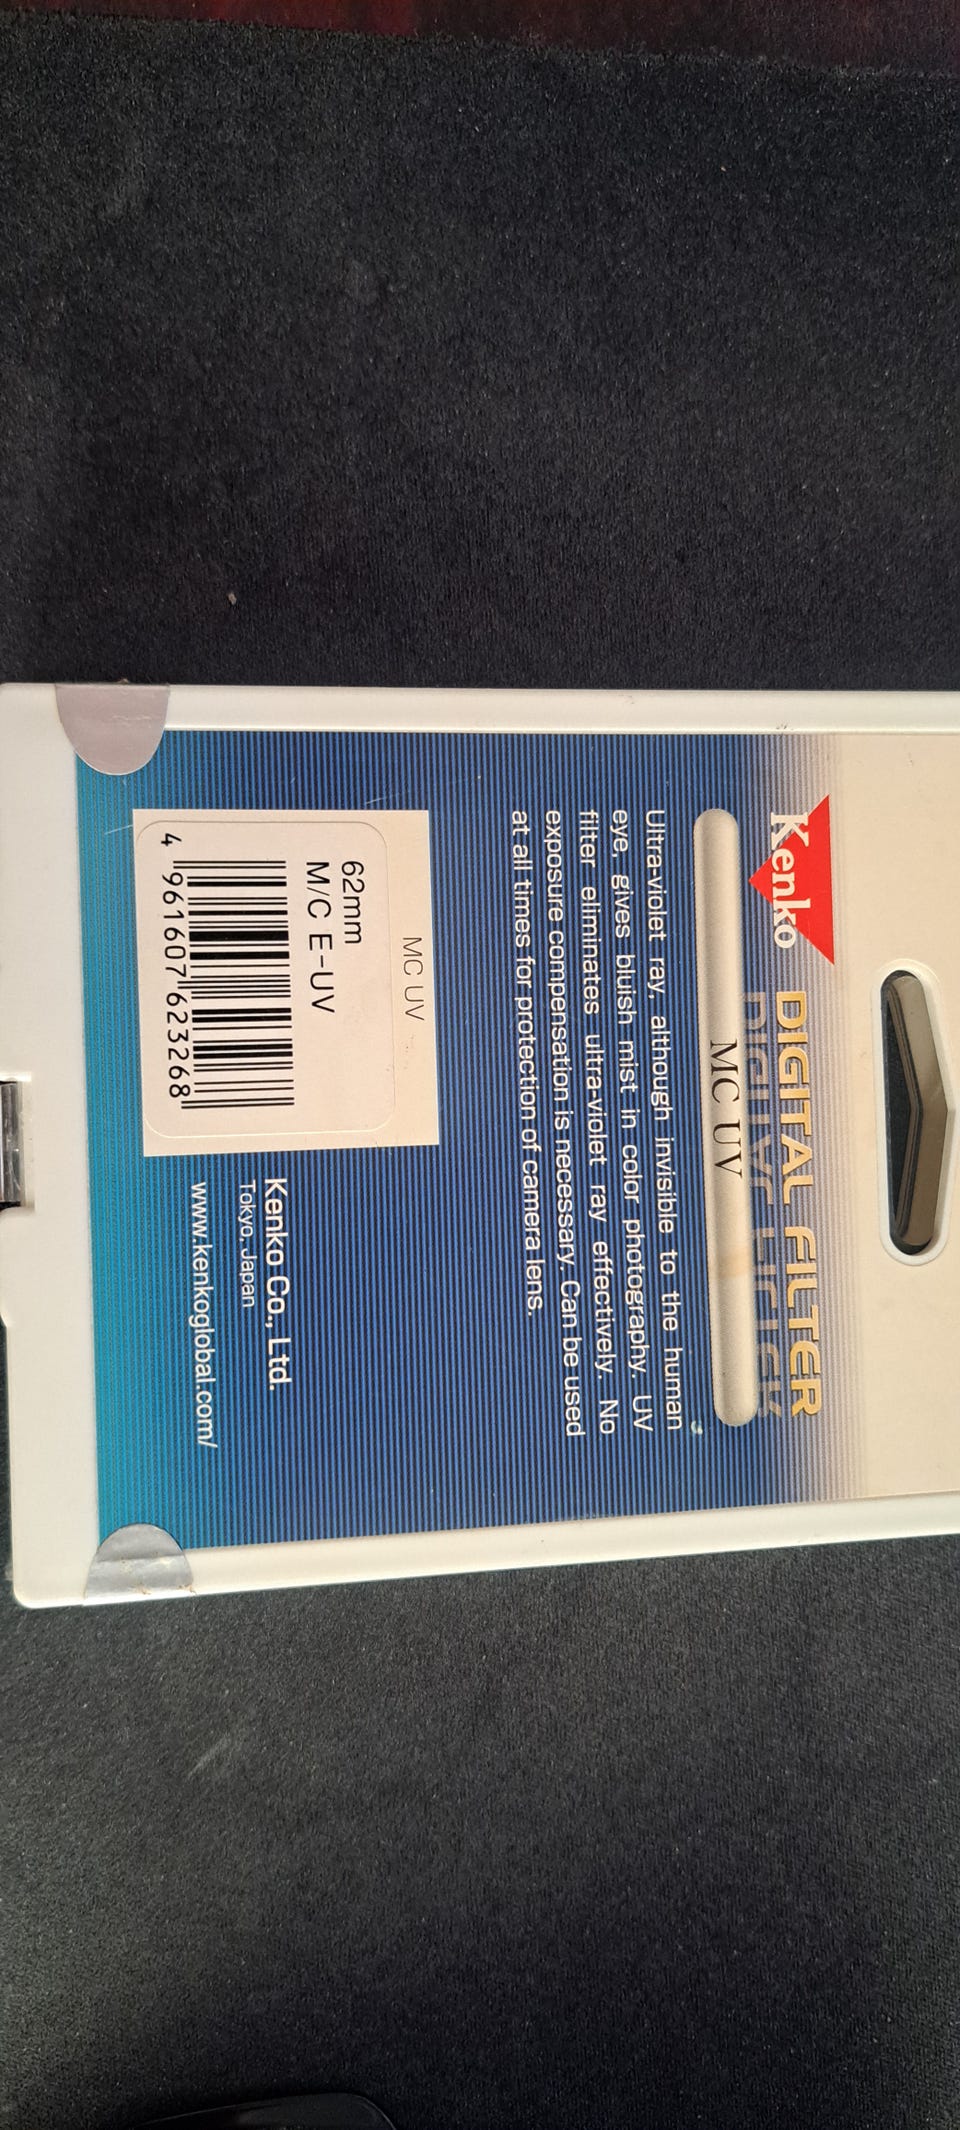 Kenko
DIGITAL FILTER
MC UV
Ultra-violet ray, although invisible to the human
eye, gives bluish mist in color photography. UV
filter eliminates ultra-violet ray effectively. No
exposure compensation is necessary. Can be used
at all times for protection of camera lens.
MC UV
62mm
M/C E-UV
4 961607 623268
Kenko Co., Ltd.
Tokyo, Japan
www.kenkoglobal.com/